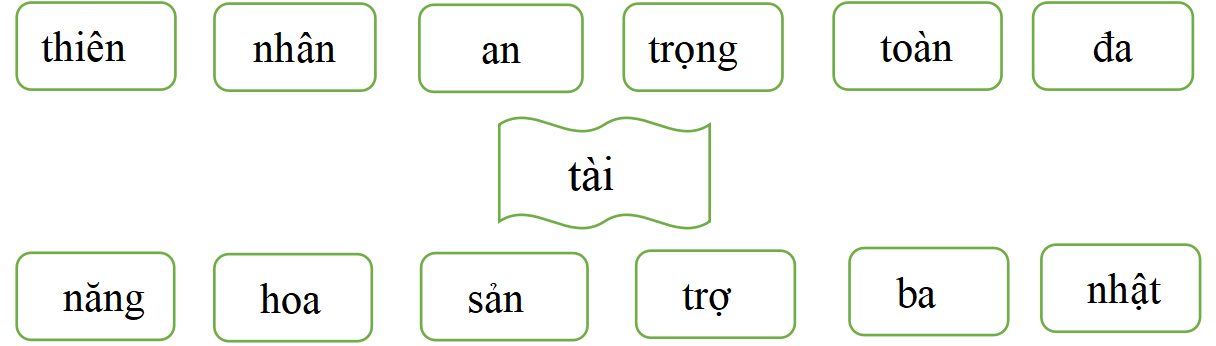 thiên nhân an trọng toàn đa
tài
năng hoa sản trợ ba nhật